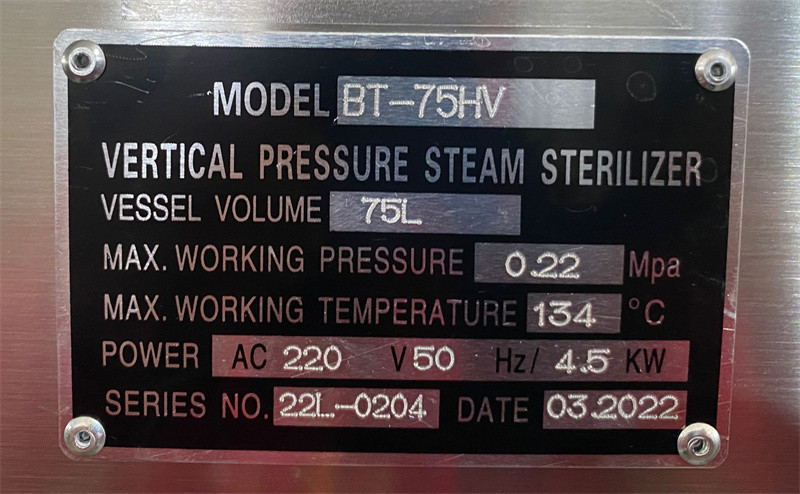 MODEL BT-75HV
VERTICAL PRESSURE STEAM STERILIZER
VESSEL VOLUME 75L
MAX. WORKING PRESSURE 0.22 Mpa
MAX. WORKING TEMPERATURE 134 °C
POWER AC 220 V 50 Hz/ 4.5 KW
SERIES NO. 22L-0204 DATE 03.2022